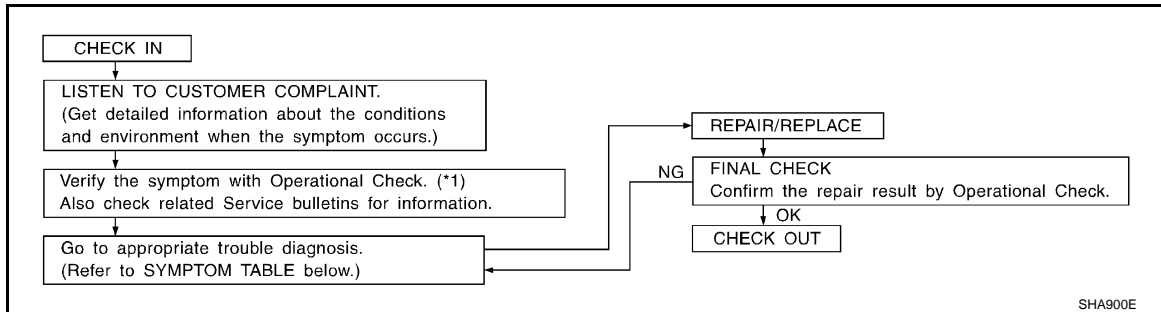 CHECK IN
LISTEN TO CUSTOMER COMPLAINT.
(Get detailed information about the conditions
and environment when the symptom occurs.)
Verify the symptom with Operational Check. (*1)
Also check related Service bulletins for information.
Go to appropriate trouble diagnosis.
(Refer to SYMPTOM TABLE below.)
REPAIR/REPLACE
NG
FINAL CHECK
Confirm the repair result by Operational Check.
OK
CHECK OUT
SHA900E